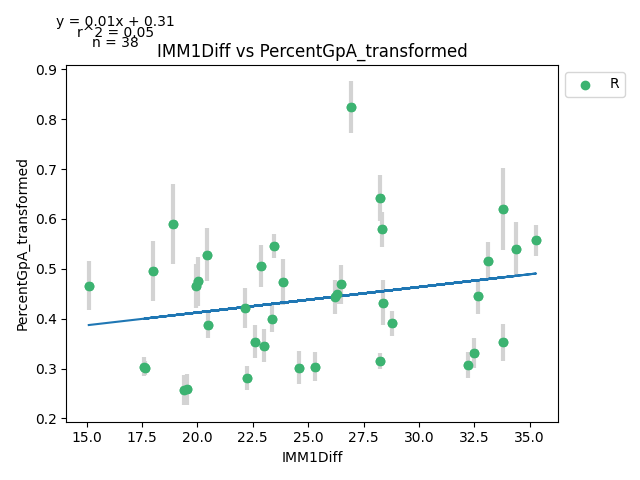 y = 0.01x + 0.31
r^2 = 0.05
n = 38
IMM1Diff vs PercentGpA_transformed
R
PercentGpA_transformed
0.9
0.8
0.7
0.6
0.5
0.4
0.3
0.2
15.0 17.5 20.0 22.5 25.0 27.5 30.0 32.5 35.0
IMM1Diff